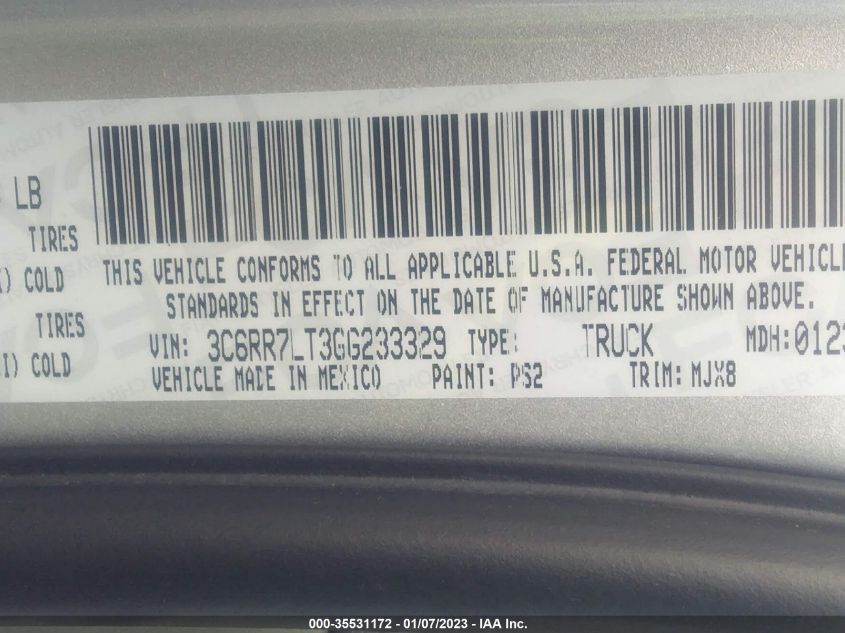 LB
TIRES
COLD
TIRES
COLD
THIS VEHICLE CONFORMS TO ALL APPLICABLE U.S.A. FEDERAL MOTOR VEHICLE
STANDARDS IN EFFECT ON THE DATE OF MANUFACTURE SHOWN ABOVE.
VIN: 3C6RR7LT3GG233329 TYPE: TRUCK MDH: 0123
VEHICLE MADE IN MEXICO PAINT: PS2 TRIM: MJX8
000-35531172 - 01/07/2023 - IAA Inc.